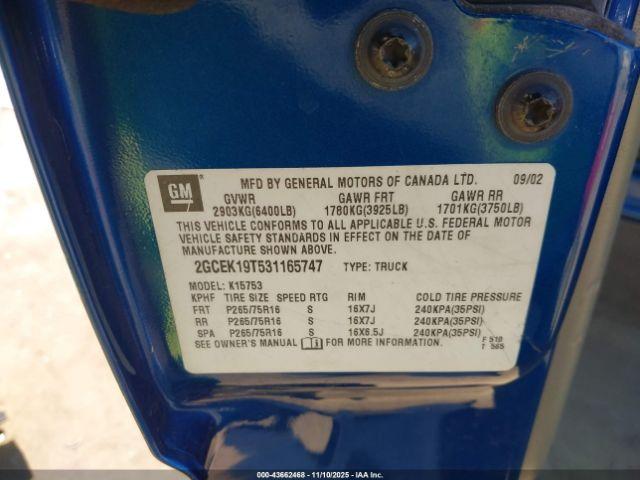 GM
MFD BY GENERAL MOTORS OF CANADA LTD. 09/02
GVWR GAWR FRT GAWR RR
2903KG(6400LB) 1780KG(3925LB) 1701KG(3750LB)
THIS VEHICLE CONFORMS TO ALL APPLICABLE U.S. FEDERAL MOTOR
VEHICLE SAFETY STANDARDS IN EFFECT ON THE DATE OF
MANUFACTURE SHOWN ABOVE.
2GCEK19T531165747 TYPE: TRUCK
MODEL: K15753
KPHF TIRE SIZE SPEED RTG RIM COLD TIRE PRESSURE
FRT P265/75R16 S 16X7J 240KPA(35PSI)
RR P265/75R16 S 16X7J 240KPA(35PSI)
SPA P265/75R16 S 16X6.5J 240KPA(35PSI)
SEE OWNER'S MANUAL FOR MORE INFORMATION.
F 510
T 565
000-43662468 - 11/10/2025 - IAA Inc.